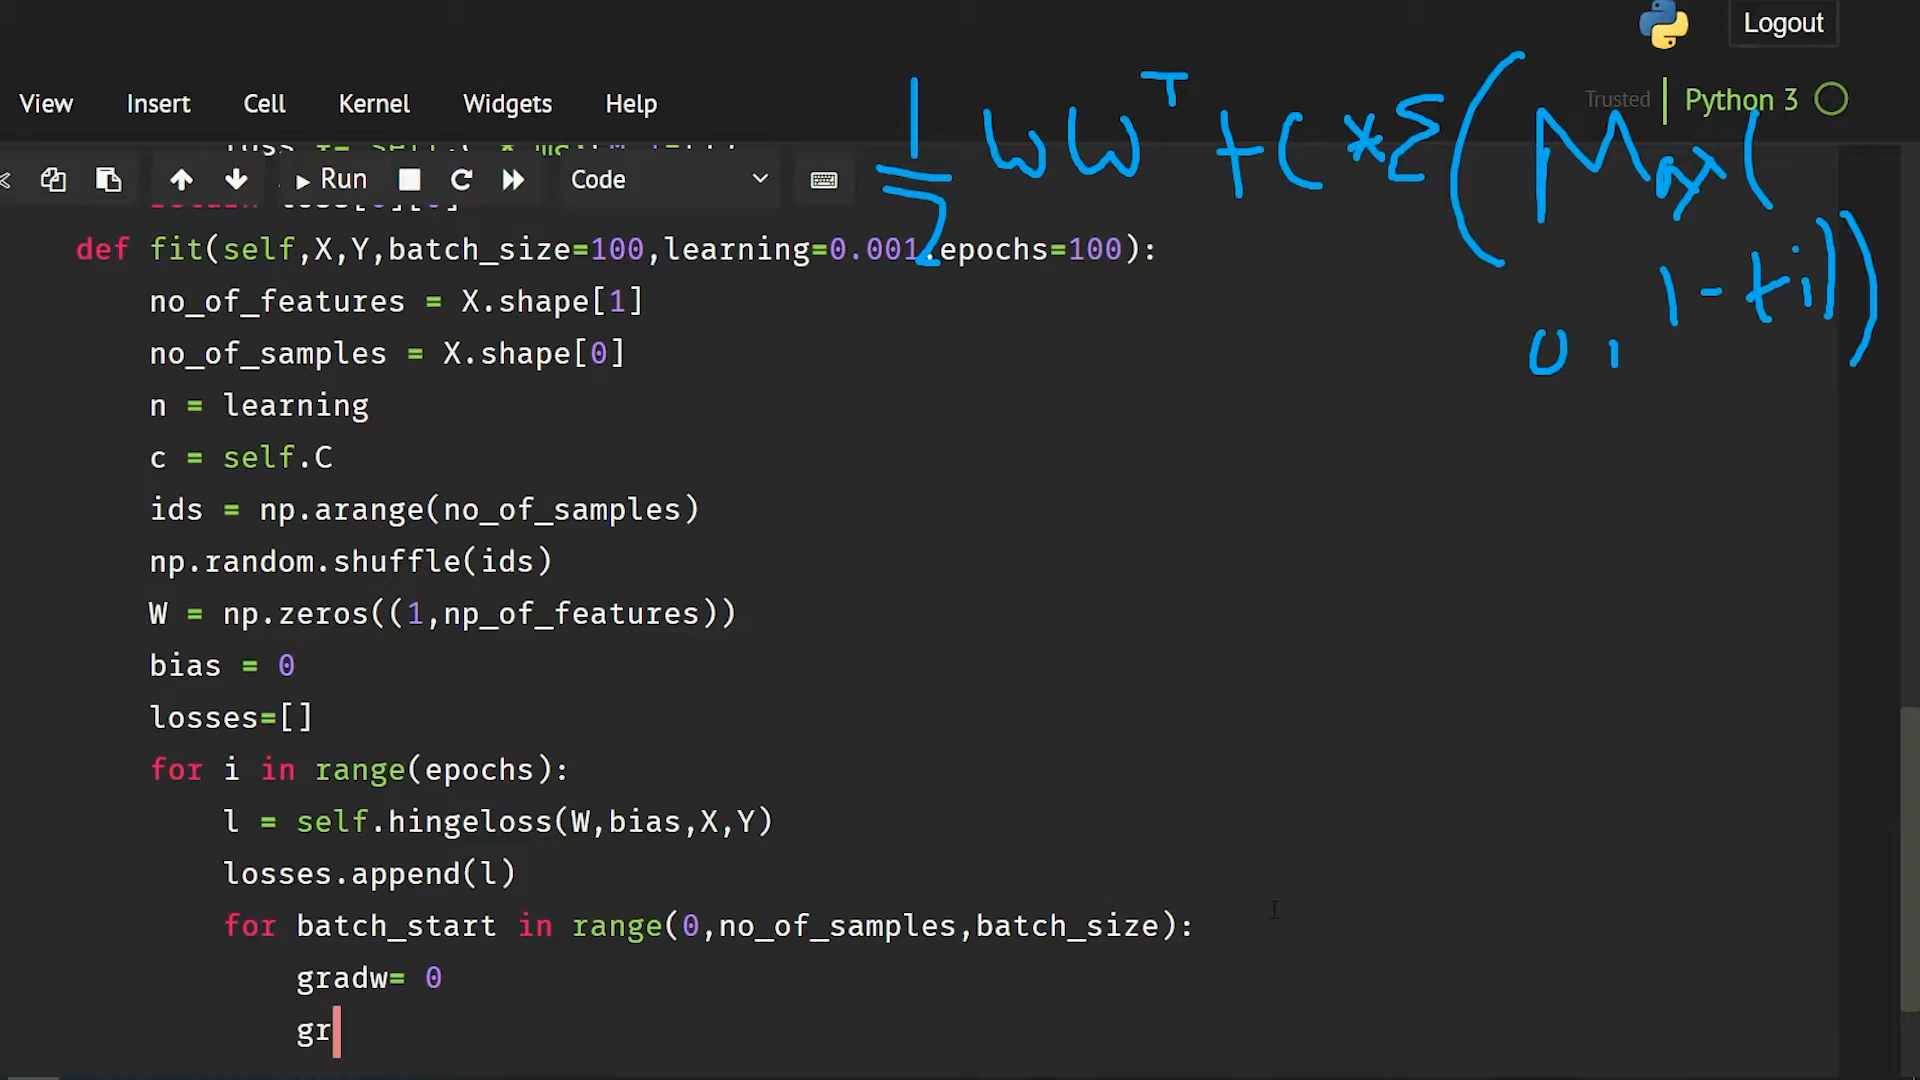 Logout
View Insert Cell Kernel Widgets Help
Trusted Python 3
Run Code
1/2 WW^T + C * Σ ( Max (
0 , 1 - ti ) )
def fit(self,X,Y,batch_size=100,learning=0.001,epochs=100):
no_of_features = X.shape[1]
no_of_samples = X.shape[0]
n = learning
c = self.C
ids = np.arange(no_of_samples)
np.random.shuffle(ids)
W = np.zeros((1,np_of_features))
bias = 0
losses=[]
for i in range(epochs):
l = self.hingeloss(W,bias,X,Y)
losses.append(l)
for batch_start in range(0,no_of_samples,batch_size):
gradw= 0
gr